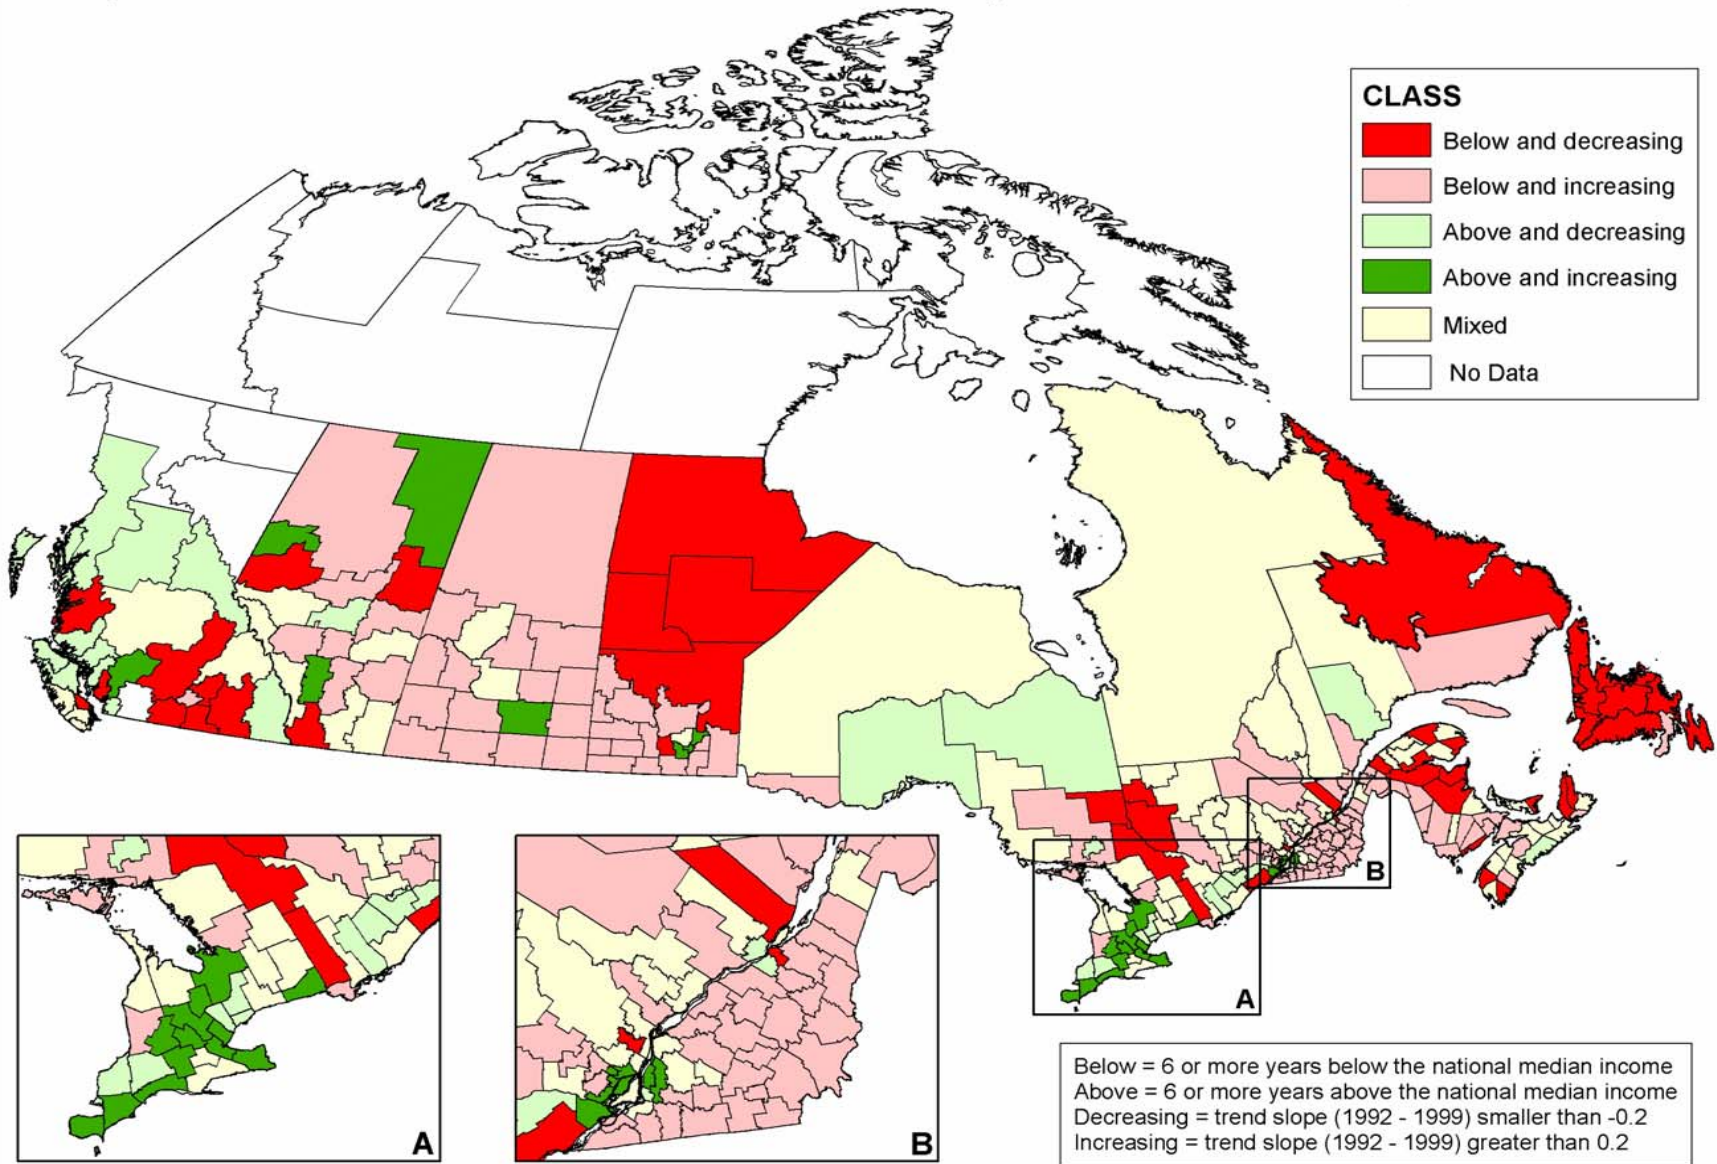 CLASS
Below and decreasing
Below and increasing
Above and decreasing
Above and increasing
Mixed
No Data
B
A
A
B
Below = 6 or more years below the national median income
Above = 6 or more years above the national median income
Decreasing = trend slope (1992 - 1999) smaller than -0.2
Increasing = trend slope (1992 - 1999) greater than 0.2